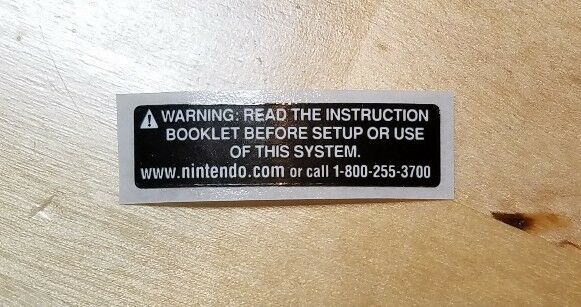 ⚠ WARNING: READ THE INSTRUCTION
BOOKLET BEFORE SETUP OR USE
OF THIS SYSTEM.
www.nintendo.com or call 1-800-255-3700